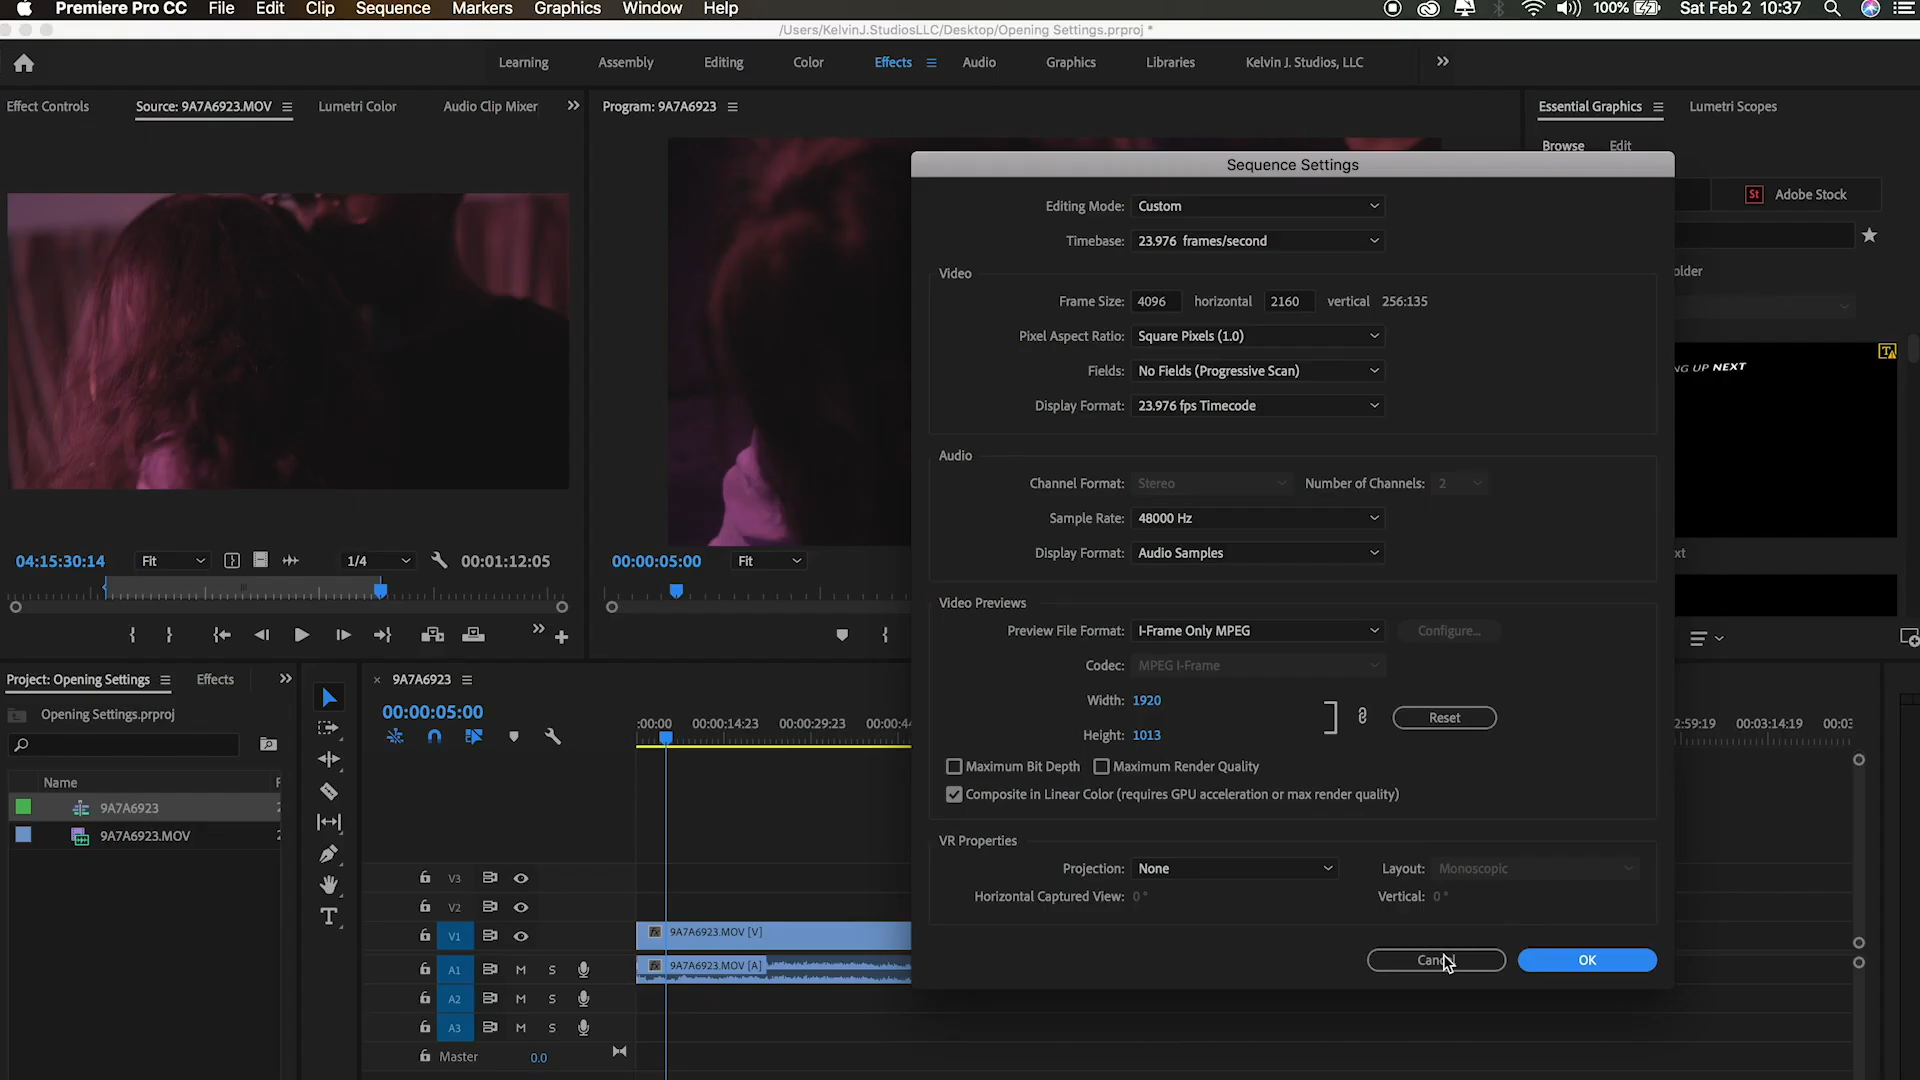 Premiere Pro CC File Edit Clip Sequence Markers Graphics Window Help 100% Sat Feb 2 10:37
/Users/KelvinJ.StudiosLLC/Desktop/Opening Settings.prproj *
Learning Assembly Editing Color Effects Audio Graphics Libraries Kelvin J. Studios, LLC
Effect Controls Source: 9A7A6923.MOV Lumetri Color Audio Clip Mixer Program: 9A7A6923 Essential Graphics Lumetri Scopes
Browse Edit
Sequence Settings
St Adobe Stock
Editing Mode: Custom
Timebase: 23.976 frames/second
Video
older
Frame Size: 4096 horizontal 2160 vertical 256:135
Pixel Aspect Ratio: Square Pixels (1.0)
NG UP NEXT
Fields: No Fields (Progressive Scan)
Display Format: 23.976 fps Timecode
Audio
Channel Format: Stereo Number of Channels: 2
Sample Rate: 48000 Hz
Display Format: Audio Samples
xt
04:15:30:14 Fit 1/4 00:01:12:05 00:00:05:00 Fit
Video Previews
Preview File Format: I-Frame Only MPEG Configure...
Codec: MPEG I-Frame
Width: 1920
Height: 1013
Reset
Maximum Bit Depth Maximum Render Quality
Composite in Linear Color (requires GPU acceleration or max render quality)
VR Properties
Projection: None Layout: Monoscopic
Horizontal Captured View: 0° Vertical: 0°
Cancel OK
Project: Opening Settings Effects
Opening Settings.prproj
Name F
9A7A6923 2
9A7A6923.MOV 2
9A7A6923
00:00:05:00
:00:00 00:00:14:23 00:00:29:23 00:00:44 2:59:19 00:03:14:19 00:03:
V3
V2
V1 9A7A6923.MOV [V]
A1 M S 9A7A6923.MOV [A]
A2 M S
A3 M S
Master 0.0